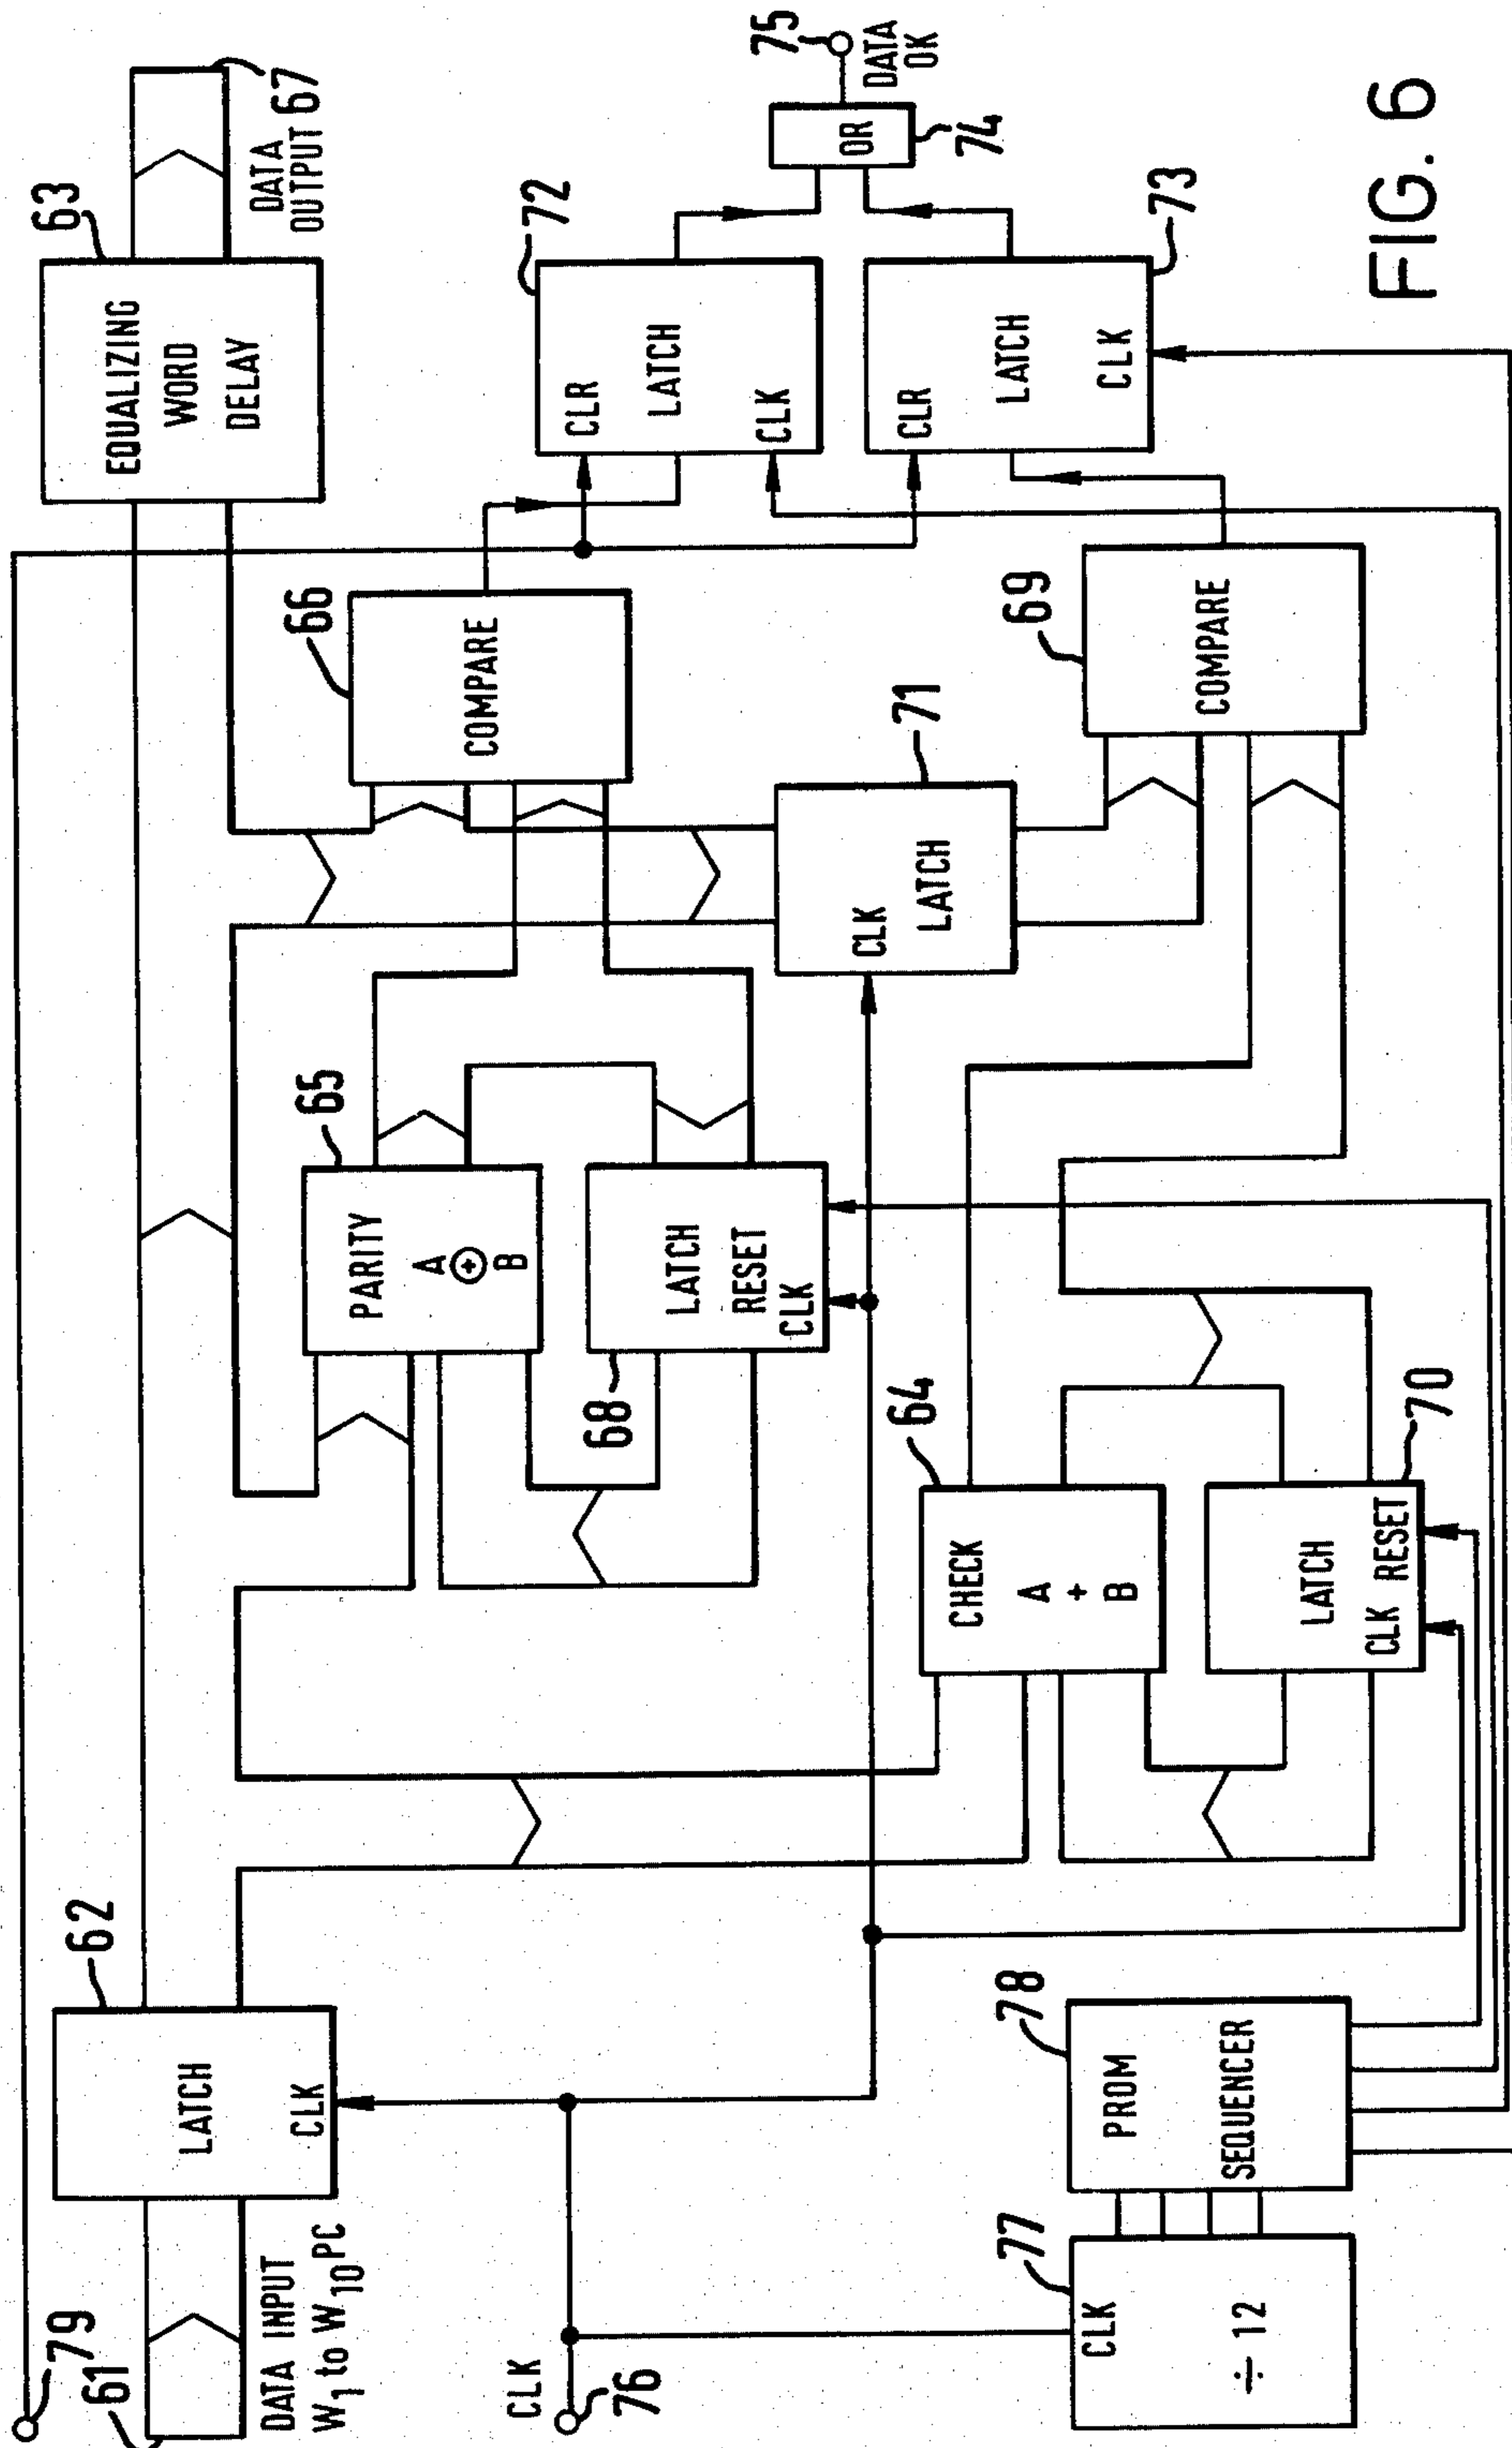 79
61
DATA INPUT
W1 to W10PC
62
LATCH
CLK
63
EQUALIZING
WORD
DELAY
DATA
OUTPUT 67
65
PARITY
A
⊕
B
66
COMPARE
68
LATCH
RESET
CLK
72
CLR
LATCH
CLK
75
DATA
OK
OR
74
73
CLR
LATCH
CLK
71
CLK
LATCH
69
COMPARE
64
CHECK
A
+
B
70
LATCH
CLK RESET
CLK
76
77
CLK
÷ 12
78
PROM
SEQUENCER
FIG. 6